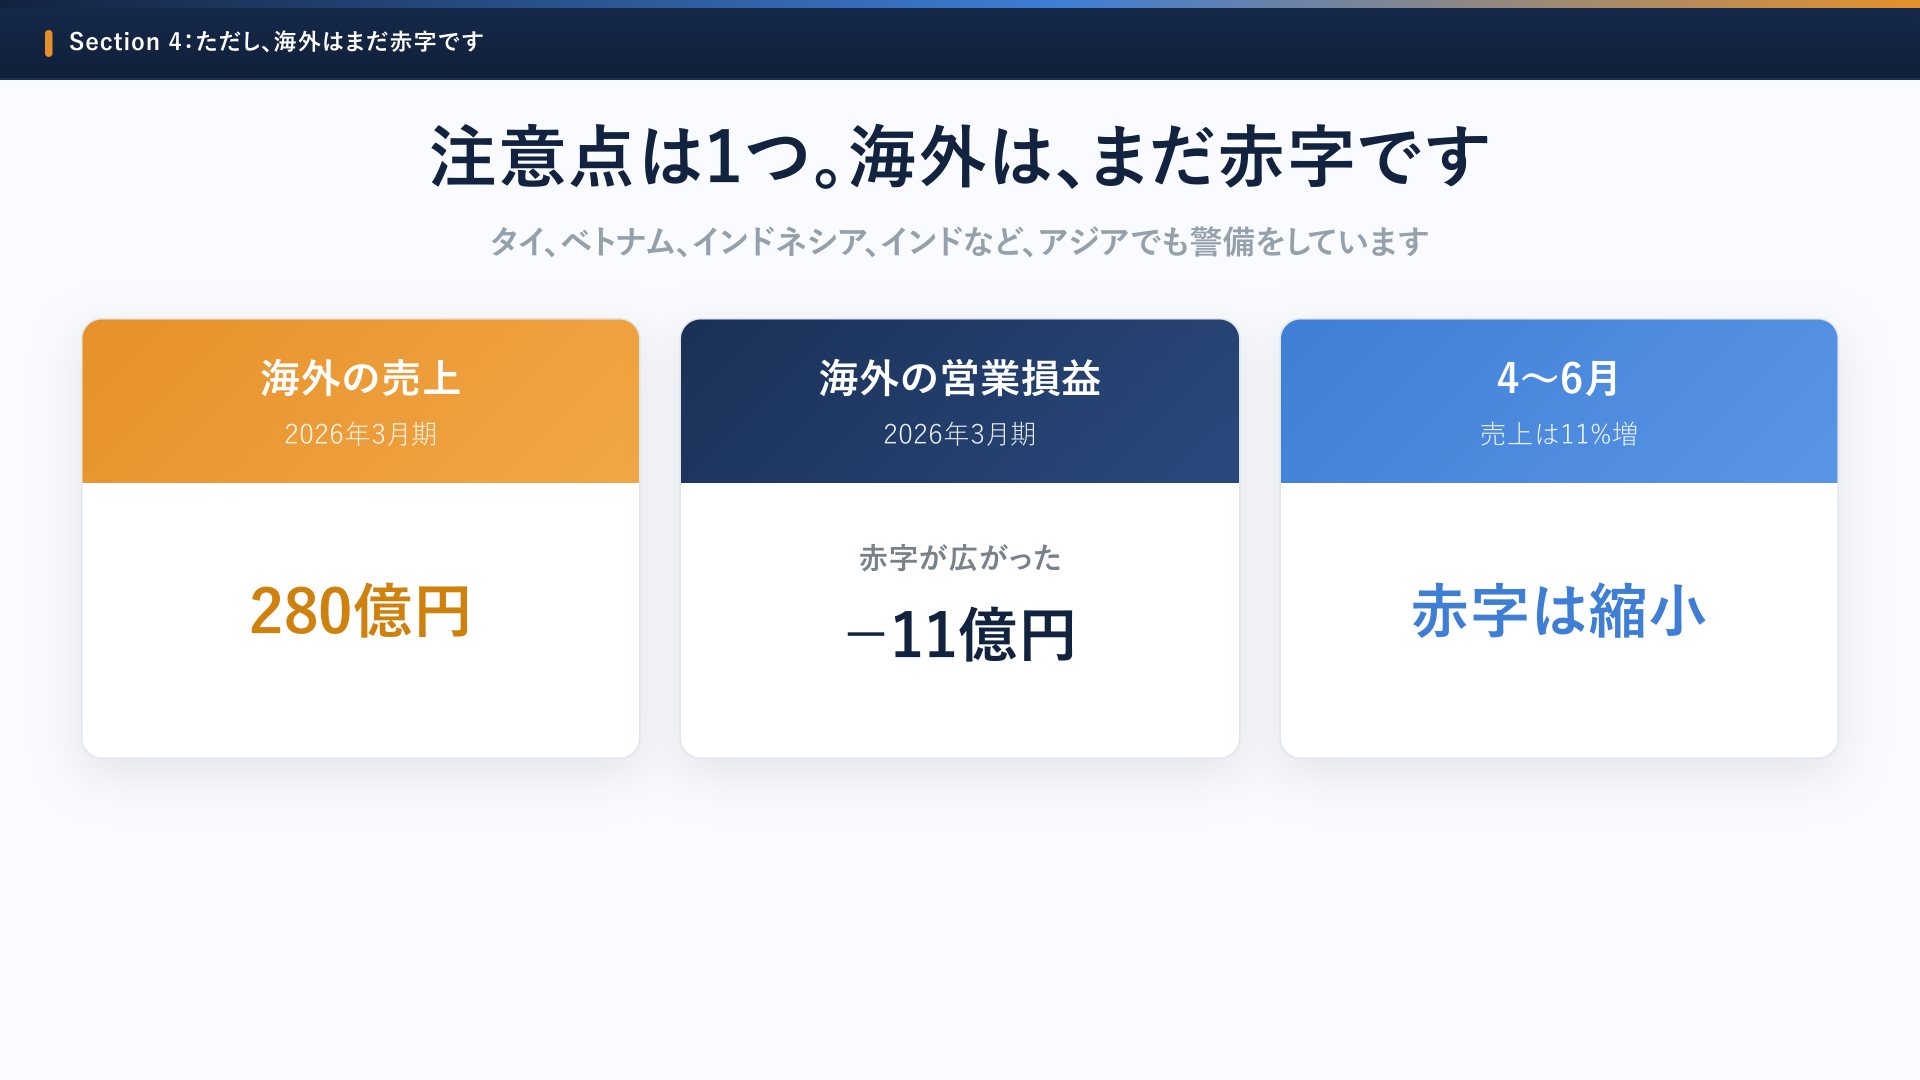 Section 4：ただし、海外はまだ赤字です
注意点は1つ。海外は、まだ赤字です
タイ、ベトナム、インドネシア、インドなど、アジアでも警備をしています
海外の売上
2026年3月期
280億円
海外の営業損益
2026年3月期
赤字が広がった
−11億円
4〜6月
売上は11%増
赤字は縮小